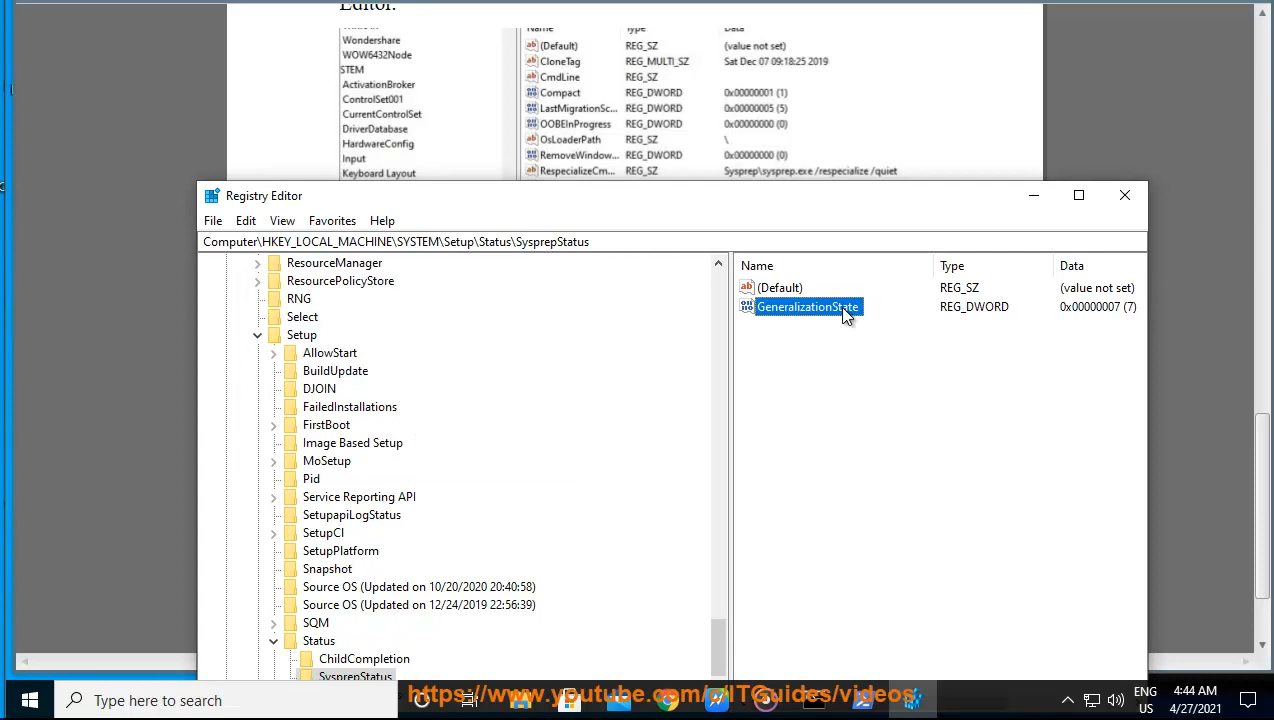 Editor.
Name Type Data
Wondershare
WOW6432Node
STEM
ActivationBroker
ControlSet001
CurrentControlSet
DriverDatabase
HardwareConfig
Input
Keyboard Layout
(Default) REG_SZ (value not set)
CloneTag REG_MULTI_SZ Sat Dec 07 09:18:25 2019
CmdLine REG_SZ
Compact REG_DWORD 0x00000001 (1)
LastMigrationSc... REG_DWORD 0x00000005 (5)
OOBEInProgress REG_DWORD 0x00000000 (0)
OsLoaderPath REG_SZ \
RemoveWindow... REG_DWORD 0x00000000 (0)
RespecializeCm... REG_SZ Sysprep\sysprep.exe /respecialize /quiet
Registry Editor
File Edit View Favorites Help
Computer\HKEY_LOCAL_MACHINE\SYSTEM\Setup\Status\SysprepStatus
ResourceManager
ResourcePolicyStore
RNG
Select
Setup
AllowStart
BuildUpdate
DJOIN
FailedInstallations
FirstBoot
Image Based Setup
MoSetup
Pid
Service Reporting API
SetupapiLogStatus
SetupCl
SetupPlatform
Snapshot
Source OS (Updated on 10/20/2020 20:40:58)
Source OS (Updated on 12/24/2019 22:56:39)
SQM
Status
ChildCompletion
SysprepStatus
Name Type Data
(Default) REG_SZ (value not set)
GeneralizationState REG_DWORD 0x00000007 (7)
Type here to search
https://www.youtube.com/c/ITGuides/videos
ENG
US
4:44 AM
4/27/2021